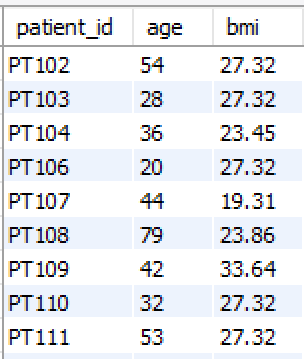 patient_id age bmi
PT102 54 27.32
PT103 28 27.32
PT104 36 23.45
PT106 20 27.32
PT107 44 19.31
PT108 79 23.86
PT109 42 33.64
PT110 32 27.32
PT111 53 27.32